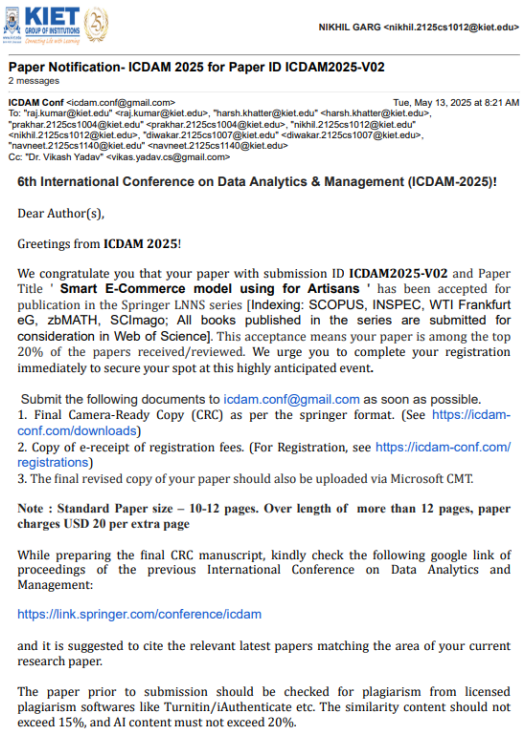 KIET
GROUP OF INSTITUTIONS
Connecting Life with Learning
25
NIKHIL GARG <nikhil.2125cs1012@kiet.edu>
Paper Notification- ICDAM 2025 for Paper ID ICDAM2025-V02
2 messages
ICDAM Conf <icdam.conf@gmail.com> Tue, May 13, 2025 at 8:21 AM
To: "raj.kumar@kiet.edu" <raj.kumar@kiet.edu>, "harsh.khatter@kiet.edu" <harsh.khatter@kiet.edu>,
"prakhar.2125cs1004@kiet.edu" <prakhar.2125cs1004@kiet.edu>, "nikhil.2125cs1012@kiet.edu"
<nikhil.2125cs1012@kiet.edu>, "diwakar.2125cs1007@kiet.edu" <diwakar.2125cs1007@kiet.edu>,
"navneet.2125cs1140@kiet.edu" <navneet.2125cs1140@kiet.edu>
Cc: "Dr. Vikash Yadav" <vikas.yadav.cs@gmail.com>
6th International Conference on Data Analytics & Management (ICDAM-2025)!
Dear Author(s),
Greetings from ICDAM 2025!
We congratulate you that your paper with submission ID ICDAM2025-V02 and Paper
Title ' Smart E-Commerce model using for Artisans ' has been accepted for
publication in the Springer LNNS series [Indexing: SCOPUS, INSPEC, WTI Frankfurt
eG, zbMATH, SCImago; All books published in the series are submitted for
consideration in Web of Science]. This acceptance means your paper is among the top
20% of the papers received/reviewed. We urge you to complete your registration
immediately to secure your spot at this highly anticipated event.
Submit the following documents to icdam.conf@gmail.com as soon as possible.
1. Final Camera-Ready Copy (CRC) as per the springer format. (See https://icdam-
conf.com/downloads)
2. Copy of e-receipt of registration fees. (For Registration, see https://icdam-conf.com/
registrations)
3. The final revised copy of your paper should also be uploaded via Microsoft CMT.
Note : Standard Paper size – 10-12 pages. Over length of more than 12 pages, paper
charges USD 20 per extra page
While preparing the final CRC manuscript, kindly check the following google link of
proceedings of the previous International Conference on Data Analytics and
Management:
https://link.springer.com/conference/icdam
and it is suggested to cite the relevant latest papers matching the area of your current
research paper.
The paper prior to submission should be checked for plagiarism from licensed
plagiarism softwares like Turnitin/iAuthenticate etc. The similarity content should not
exceed 15%, and AI content must not exceed 20%.